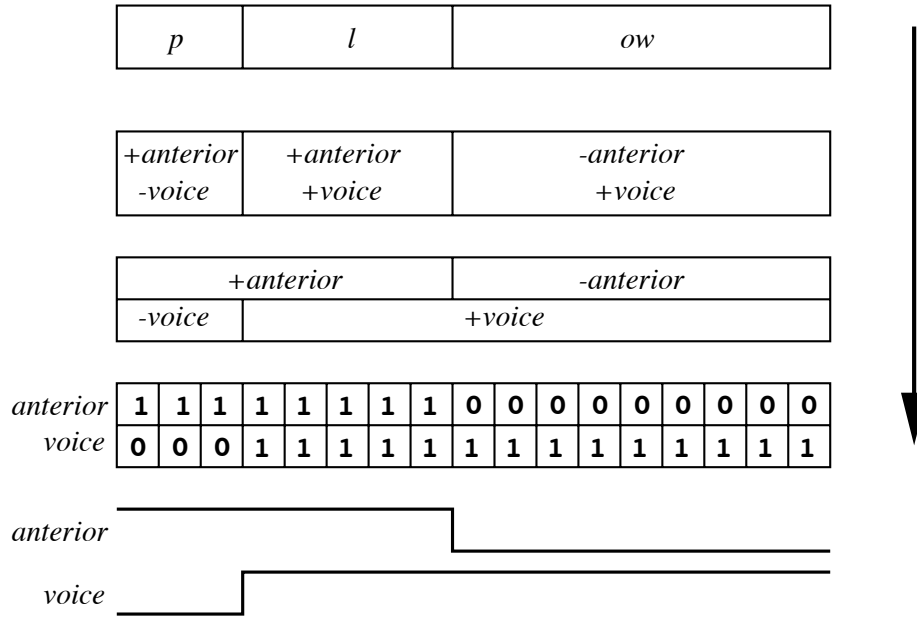 p l ow
+anterior +anterior -anterior
-voice +voice +voice
+anterior -anterior
-voice +voice
anterior 1 1 1 1 1 1 1 1 0 0 0 0 0 0 0 0 0
voice 0 0 0 1 1 1 1 1 1 1 1 1 1 1 1 1 1
anterior
voice